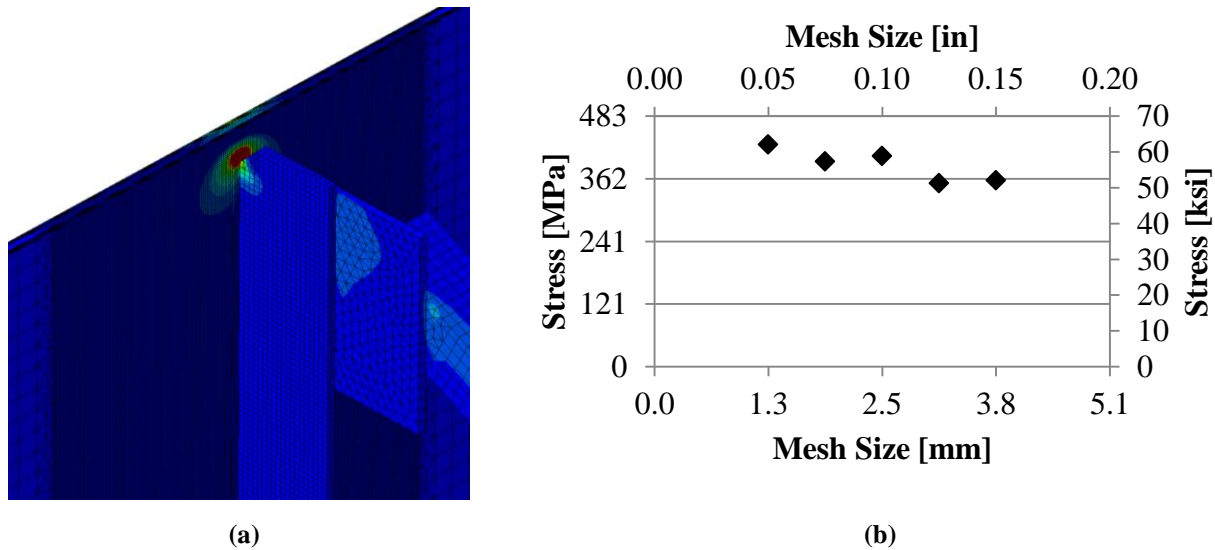 Mesh Size [in]
0.00 0.05 0.10 0.15 0.20
483 70
60
362 50
40
241 30
121 20
10
0 0
Stress [MPa]
Stress [ksi]
0.0 1.3 2.5 3.8 5.1
Mesh Size [mm]
(a) (b)